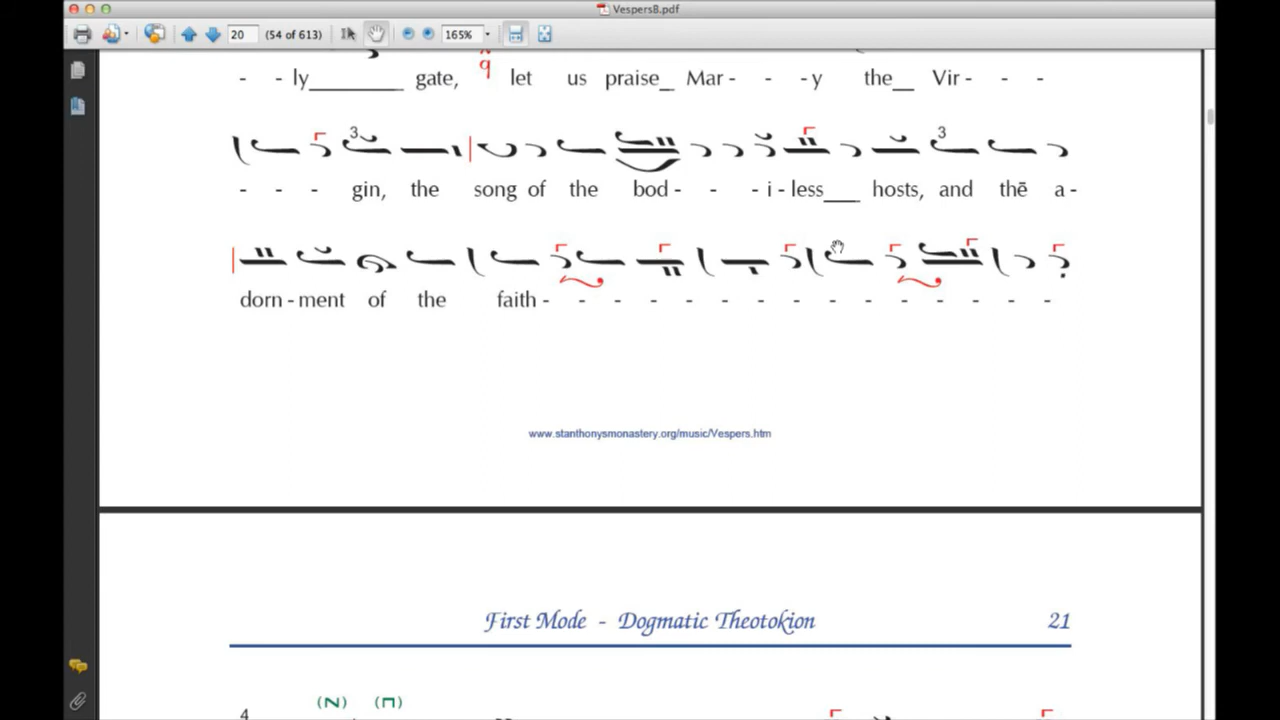 VespersB.pdf
20 (54 of 613) 165%
- - ly________ gate, let us praise_ Mar - - - y the__ Vir - - -
3 3
- - - gin, the song of the bod - - - i - less___ hosts, and thē a -
dorn - ment of the faith - - - - - - - - - - - - - -
www.stanthonysmonastery.org/music/Vespers.htm
First Mode - Dogmatic Theotokion 21
(Ν) (Π)
4